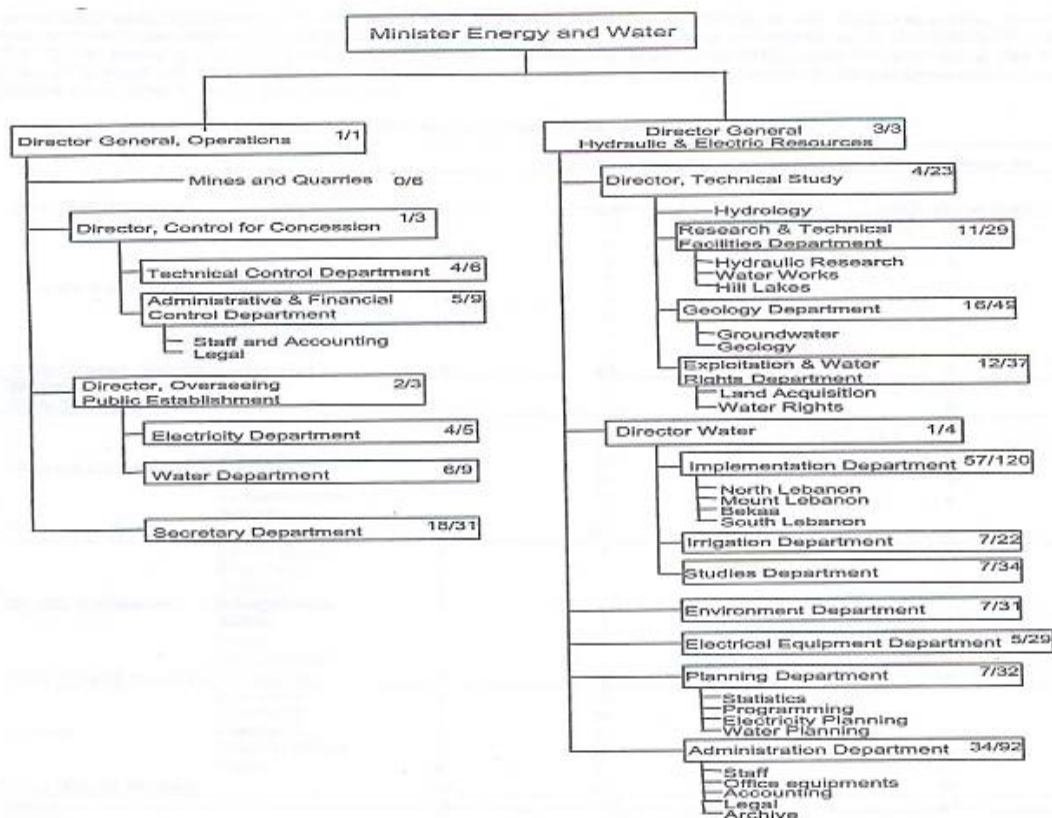 Minister Energy and Water
Director General, Operations 1/1
Mines and Quarries 0/6
Director, Control for Concession 1/3
Technical Control Department 4/6
Administrative & Financial 5/9
Control Department
Staff and Accounting
Legal
Director, Overseeing 2/3
Public Establishment
Electricity Department 4/5
Water Department 6/9
Secretary Department 18/31
Director General 3/3
Hydraulic & Electric Resources
Director, Technical Study 4/23
Hydrology
Research & Technical 11/29
Facilities Department
Hydraulic Research
Water Works
Hill Lakes
Geology Department 16/49
Groundwater
Geology
Exploitation & Water 12/37
Rights Department
Land Acquisition
Water Rights
Director Water 1/4
Implementation Department 57/120
North Lebanon
Mount Lebanon
Bekaa
South Lebanon
Irrigation Department 7/22
Studies Department 7/34
Environment Department 7/31
Electrical Equipment Department 5/29
Planning Department 7/32
Statistics
Programming
Electricity Planning
Water Planning
Administration Department 34/92
Staff
Office equipments
Accounting
Legal
Archive